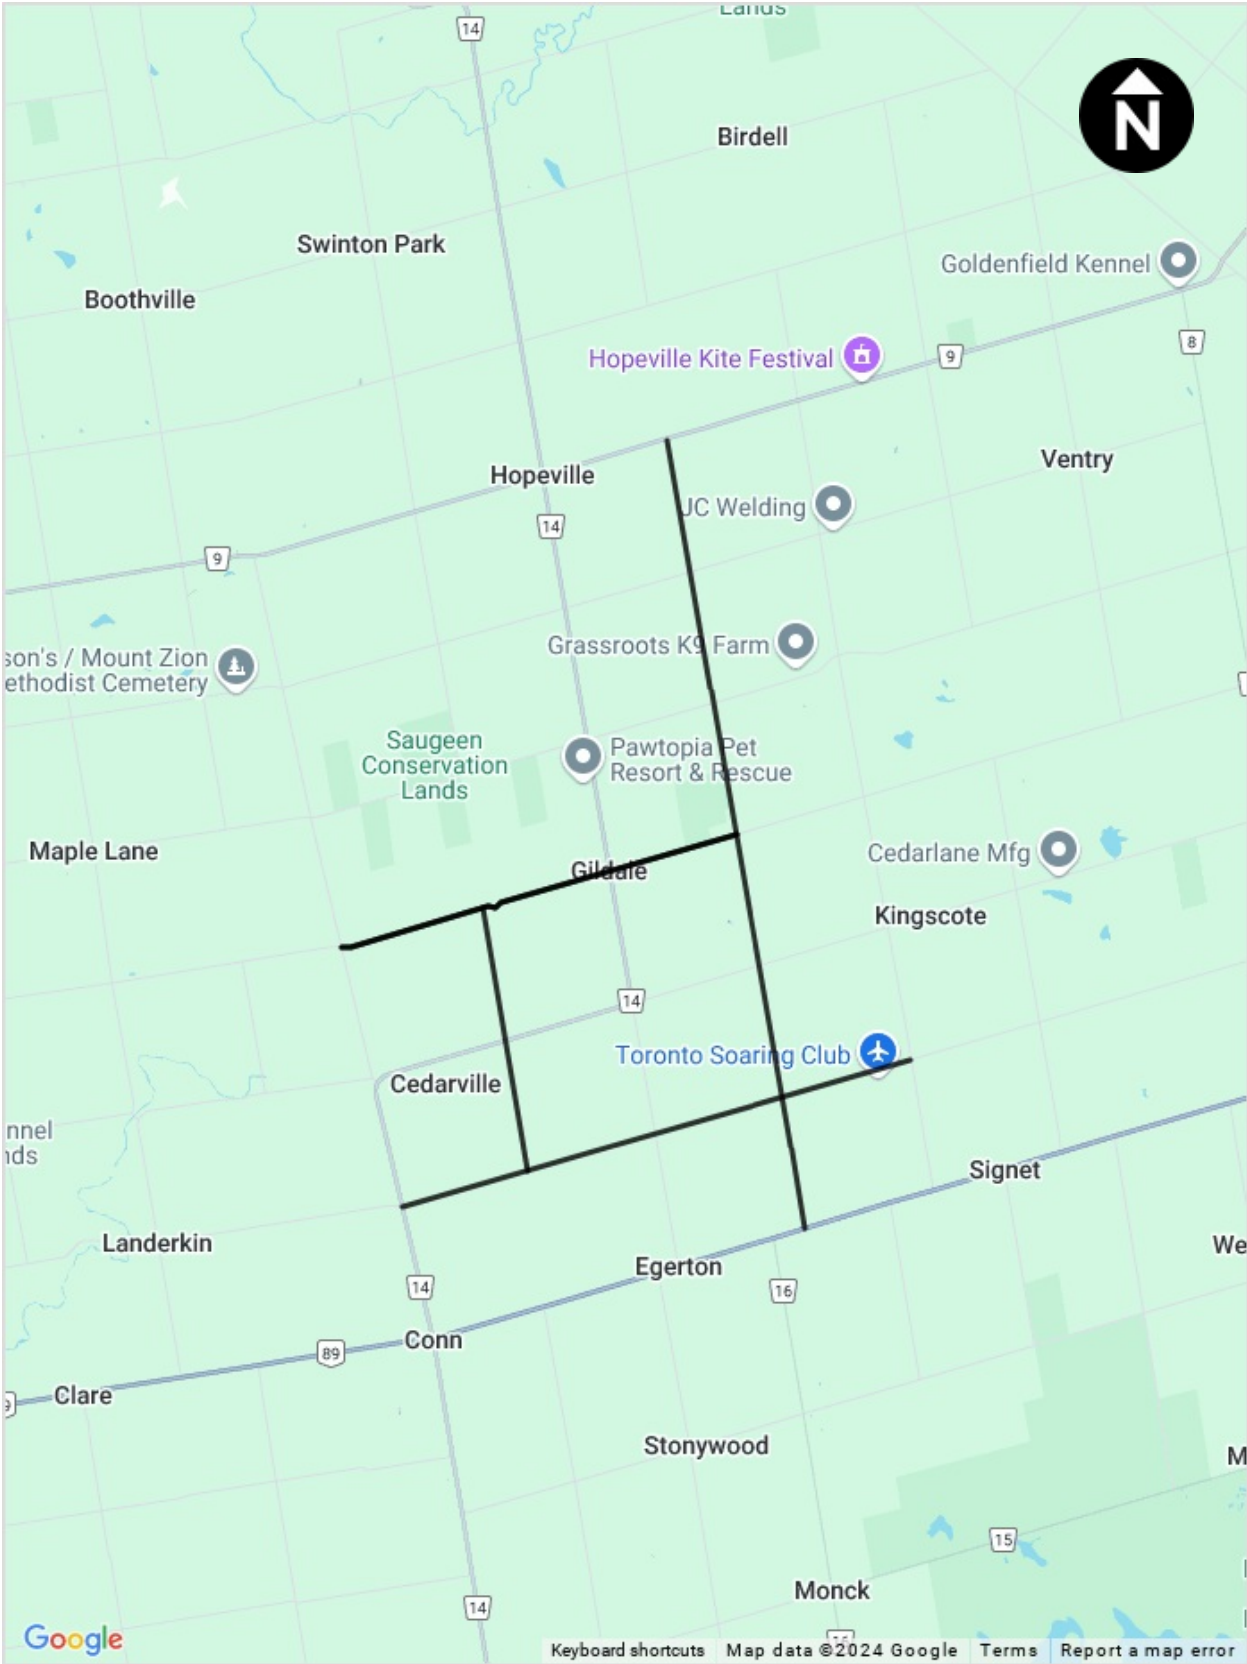 Lands
14
N
Birdell
Swinton Park
Goldenfield Kennel
Boothville
8
Hopeville Kite Festival
9
Ventry
Hopeville
JC Welding
14
9
Grassroots K9 Farm
son's / Mount Zion
ethodist Cemetery
Saugeen
Conservation
Lands
Pawtopia Pet
Resort & Rescue
Maple Lane
Cedarlane Mfg
Gildale
Kingscote
14
Toronto Soaring Club
Cedarville
nnel
nds
Signet
Landerkin
We
Egerton
14
16
Conn
89
Clare
9
Stonywood
M
15
Monck
14
16
Google
Keyboard shortcuts
Map data ©2024 Google
Terms
Report a map error